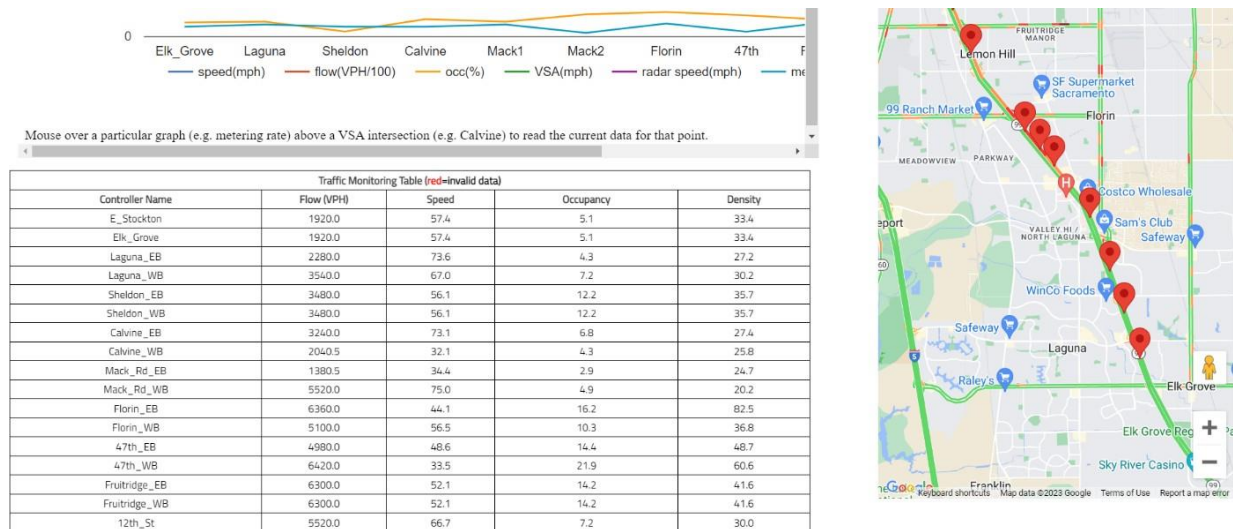 0
Elk_Grove Laguna Sheldon Calvine Mack1 Mack2 Florin 47th F
speed(mph) flow(VPH/100) occ(%) VSA(mph) radar speed(mph) me
Mouse over a particular graph (e.g. metering rate) above a VSA intersection (e.g. Calvine) to read the current data for that point.
Traffic Monitoring Table (red=invalid data)
Controller Name Flow (VPH) Speed Occupancy Density
E_Stockton 1920.0 57.4 5.1 33.4
Elk_Grove 1920.0 57.4 5.1 33.4
Laguna_EB 2280.0 73.6 4.3 27.2
Laguna_WB 3540.0 67.0 7.2 30.2
Sheldon_EB 3480.0 56.1 12.2 35.7
Sheldon_WB 3480.0 56.1 12.2 35.7
Calvine_EB 3240.0 73.1 6.8 27.4
Calvine_WB 2040.5 32.1 4.3 25.8
Mack_Rd_EB 1380.5 34.4 2.9 24.7
Mack_Rd_WB 5520.0 75.0 4.9 20.2
Florin_EB 6360.0 44.1 16.2 82.5
Florin_WB 5100.0 56.5 10.3 36.8
47th_EB 4980.0 48.6 14.4 48.7
47th_WB 6420.0 33.5 21.9 60.6
Fruitridge_EB 6300.0 52.1 14.2 41.6
Fruitridge_WB 6300.0 52.1 14.2 41.6
12th_St 5520.0 66.7 7.2 30.0
FRUITRIDGE
MANOR
Lemon Hill
SF Supermarket
Sacramento
99 Ranch Market
Florin
99
MEADOWVIEW
PARKWAY
H
Costco Wholesale
Sam's Club
VALLEY HI /
NORTH LAGUNA
Safeway
eport
60
WinCo Foods
Safeway
Laguna
5
Raley's
Elk Grove
+
Elk Grove Reg Pa
−
Sky River Casino
99
Franklin
Google
Keyboard shortcuts Map data ©2023 Google Terms of Use Report a map error